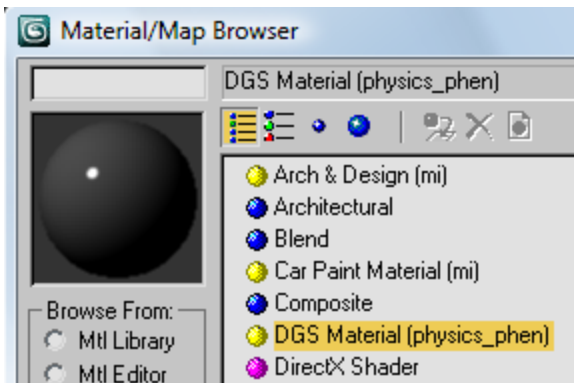 Material/Map Browser
DGS Material (physics_phen)
Arch & Design (mi)
Architectural
Blend
Car Paint Material (mi)
Composite
DGS Material (physics_phen)
DirectX Shader
Browse From:
Mtl Library
Mtl Editor